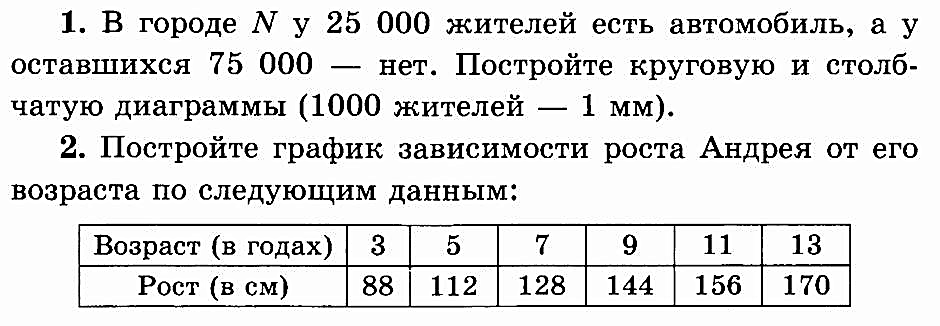 1. В городе N у 25 000 жителей есть автомобиль, а у
оставшихся 75 000 — нет. Постройте круговую и столб-
чатую диаграммы (1000 жителей — 1 мм).
2. Постройте график зависимости роста Андрея от его
возраста по следующим данным:
Возраст (в годах) 3 5 7 9 11 13
Рост (в см) 88 112 128 144 156 170